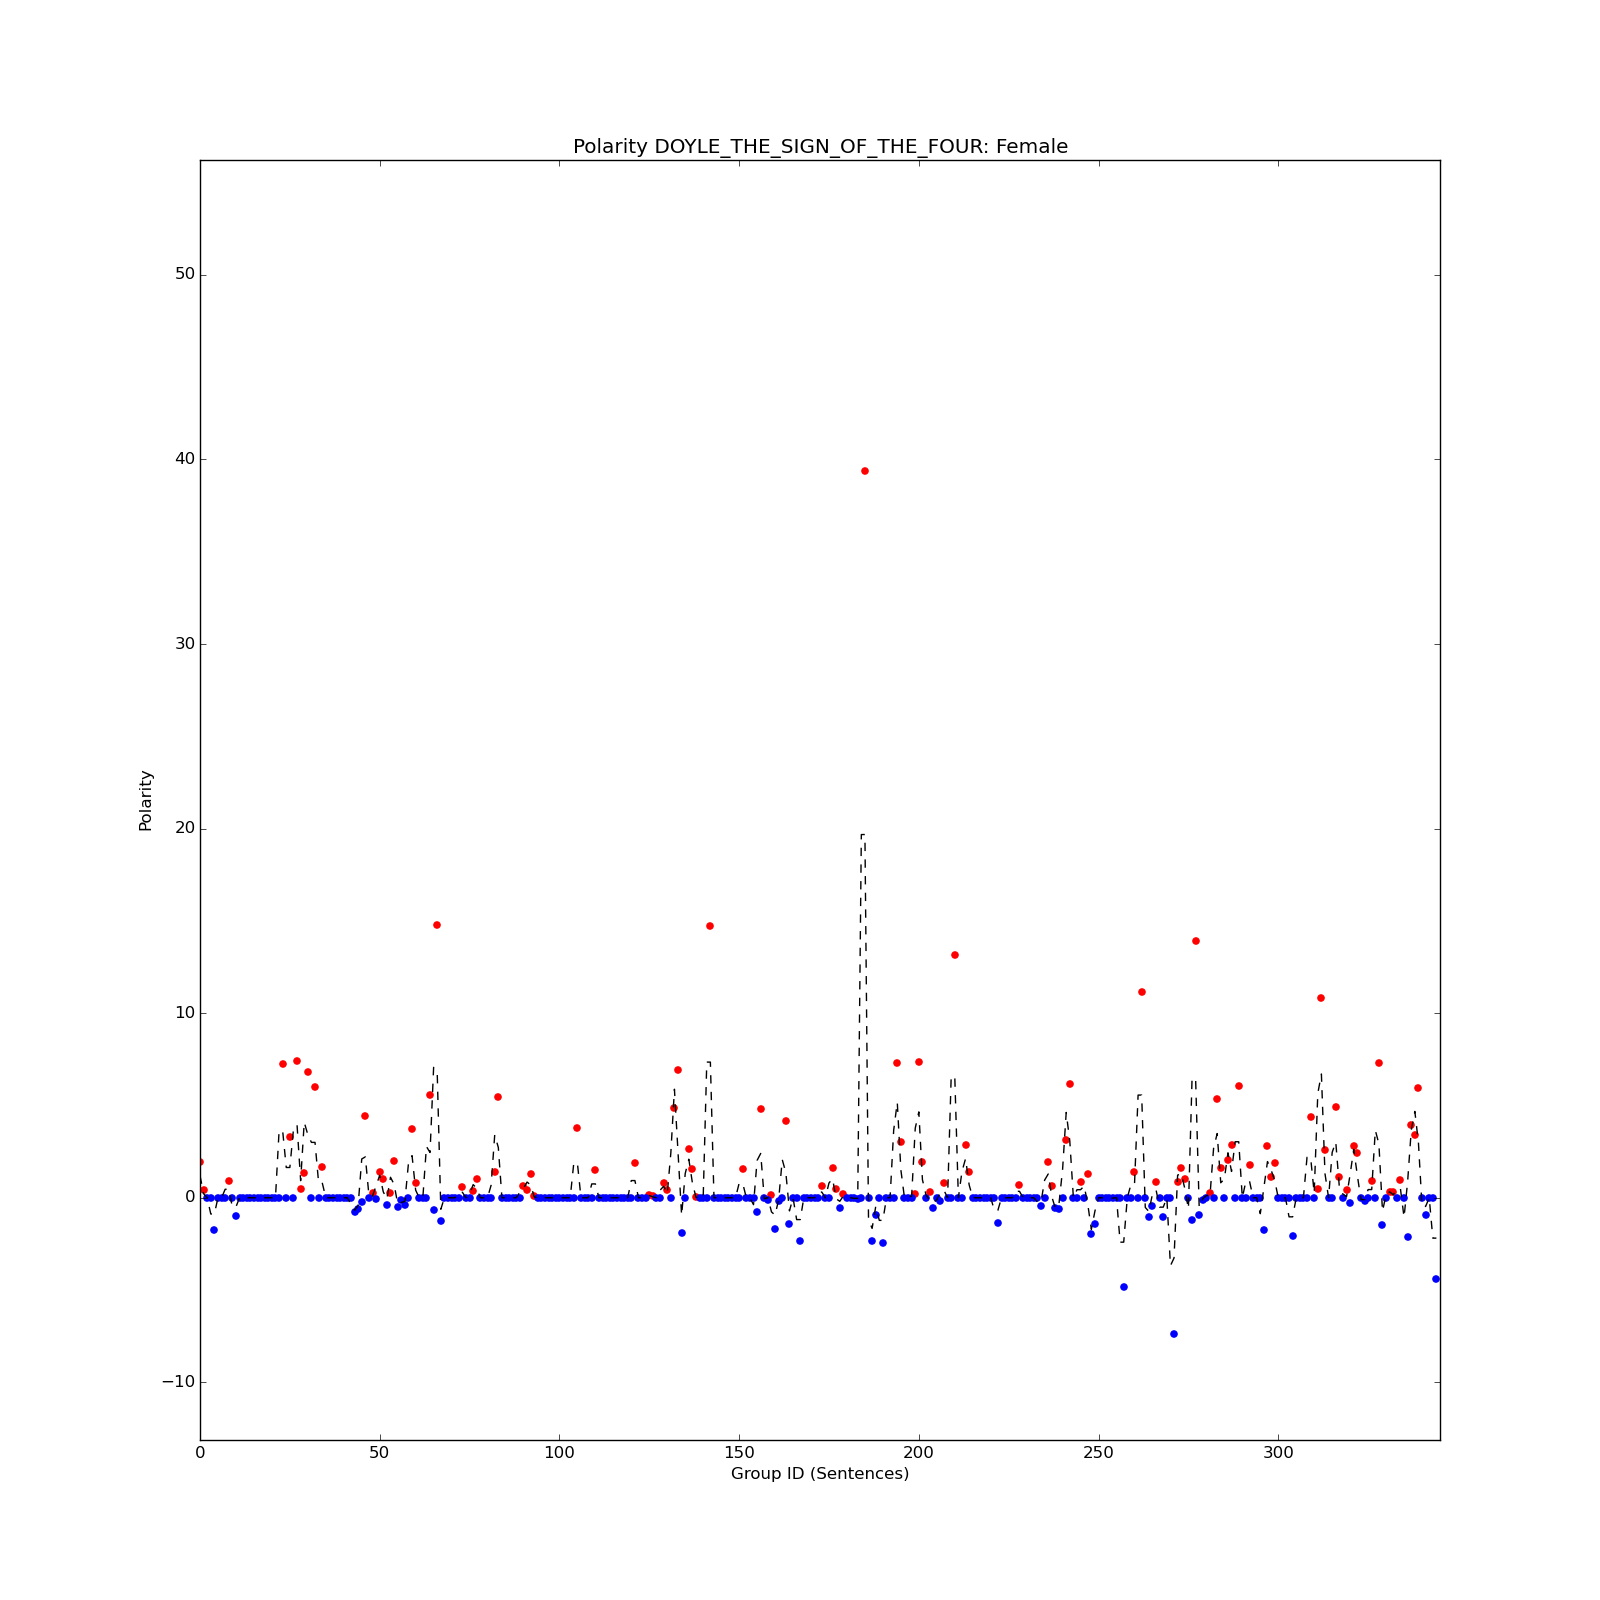 Polarity DOYLE_THE_SIGN_OF_THE_FOUR: Female
50
40
30
20
10
0
−10
Polarity
0 50 100 150 200 250 300
Group ID (Sentences)